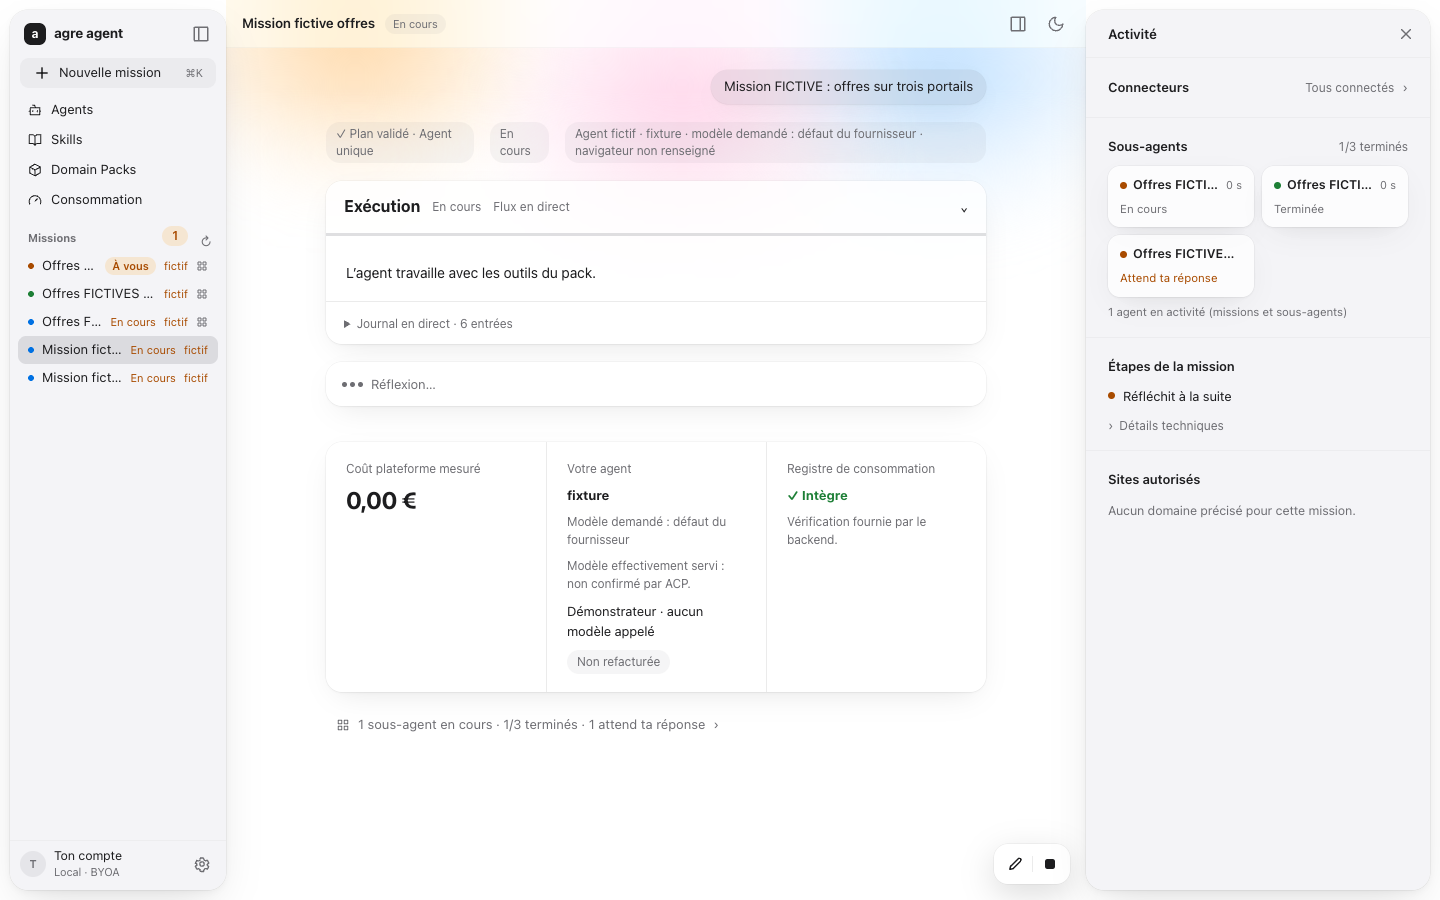 a agre agent
Nouvelle mission ⌘K
Agents
Skills
Domain Packs
Consommation
Missions 1
Offres ... À vous fictif
Offres FICTIVES ... fictif
Offres F... En cours fictif
Mission fict... En cours fictif
Mission fict... En cours fictif
T Ton compte
Local · BYOA
Mission fictive offres En cours
Mission FICTIVE : offres sur trois portails
✓ Plan validé · Agent
unique
En
cours
Agent fictif · fixture · modèle demandé : défaut du fournisseur ·
navigateur non renseigné
Exécution En cours Flux en direct
L'agent travaille avec les outils du pack.
Journal en direct · 6 entrées
Réflexion...
Coût plateforme mesuré
0,00 €
Votre agent
fixture
Modèle demandé : défaut du
fournisseur
Modèle effectivement servi :
non confirmé par ACP.
Démonstrateur · aucun
modèle appelé
Non refacturée
Registre de consommation
✓ Intègre
Vérification fournie par le
backend.
1 sous-agent en cours · 1/3 terminés · 1 attend ta réponse ›
Activité
Connecteurs Tous connectés ›
Sous-agents 1/3 terminés
Offres FICTI... 0 s
En cours
Offres FICTI... 0 s
Terminée
Offres FICTIVE...
Attend ta réponse
1 agent en activité (missions et sous-agents)
Étapes de la mission
Réfléchit à la suite
› Détails techniques
Sites autorisés
Aucun domaine précisé pour cette mission.